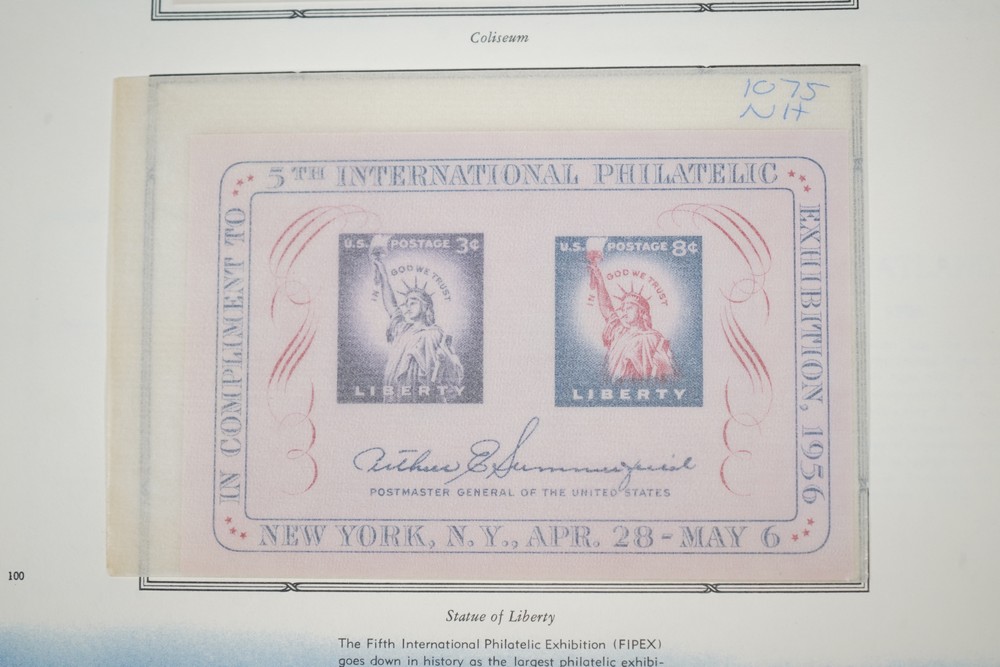 Coliseum
1075
NH
5TH INTERNATIONAL PHILATELIC
EXHIBITION, 1956
IN COMPLIMENT TO
U.S. POSTAGE 3¢
IN GOD WE TRUST
LIBERTY
U.S. POSTAGE 8¢
IN GOD WE TRUST
LIBERTY
Arthur E Summerfield
POSTMASTER GENERAL OF THE UNITED STATES
NEW YORK, N.Y., APR. 28 - MAY 6
100
Statue of Liberty
The Fifth International Philatelic Exhibition (FIPEX)
goes down in history as the largest philatelic exhibi-